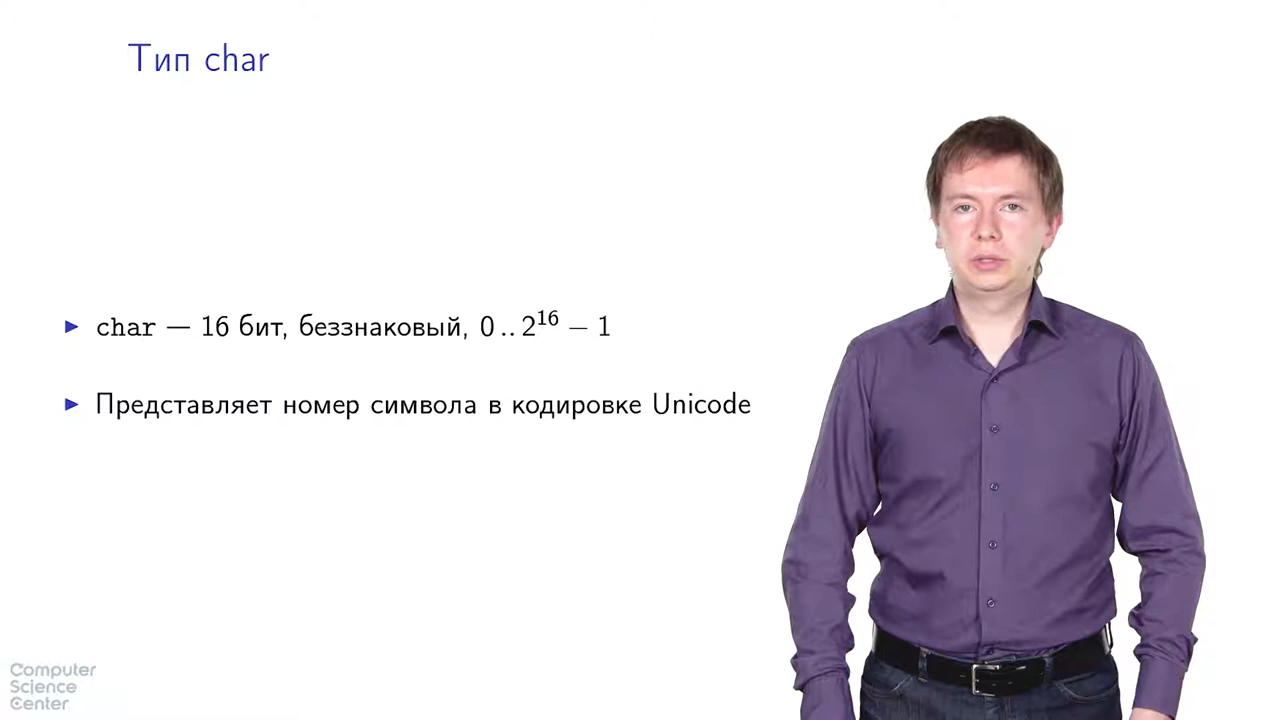 Тип char
▶ char — 16 бит, беззнаковый, 0 .. 2¹⁶ − 1
▶ Представляет номер символа в кодировке Unicode
Computer
Science
Center